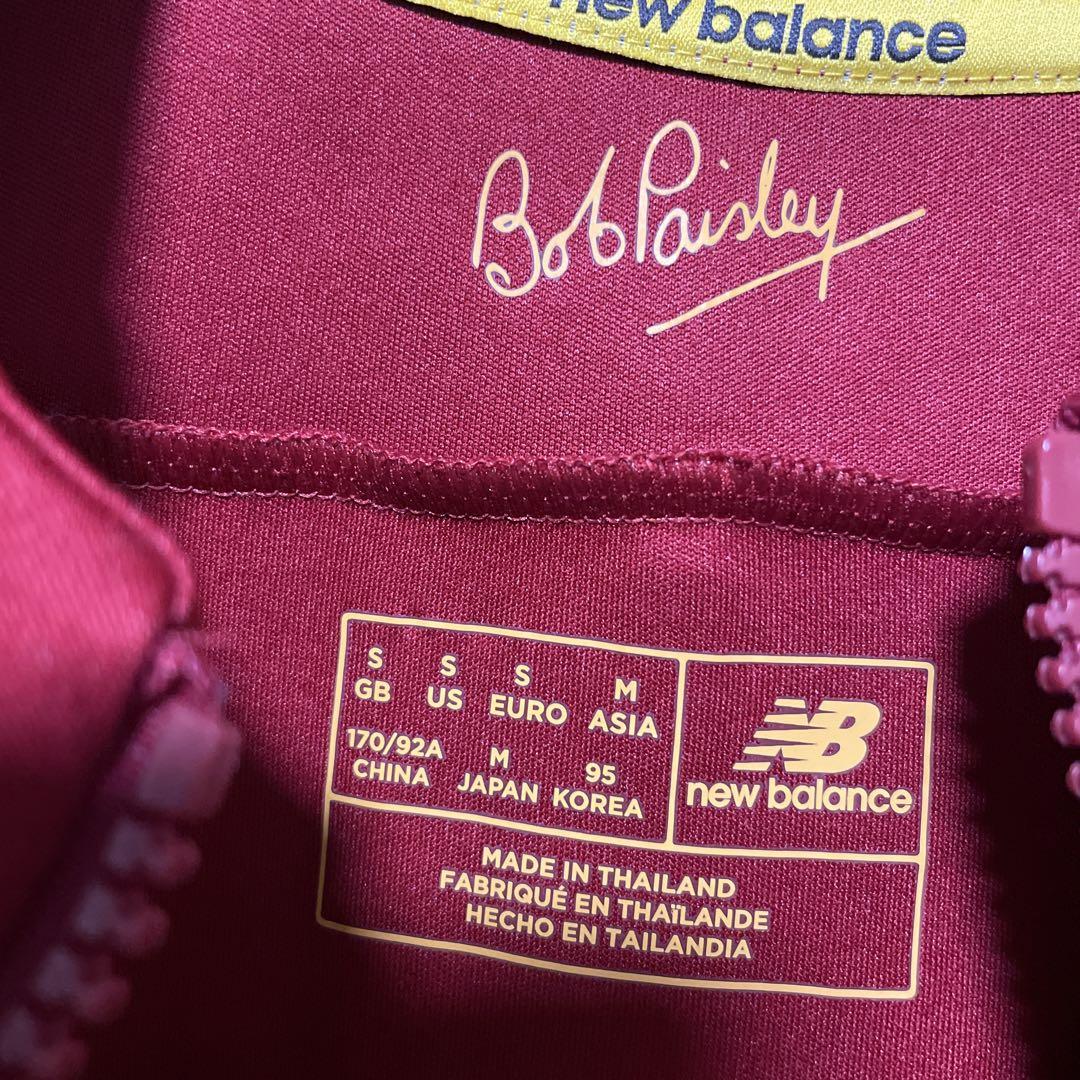 new balance
Bob Paisley
S S S M
GB US EURO ASIA
170/92A M 95
CHINA JAPAN KOREA
NB
new balance
MADE IN THAILAND
FABRIQUÉ EN THAÏLANDE
HECHO EN TAILANDIA